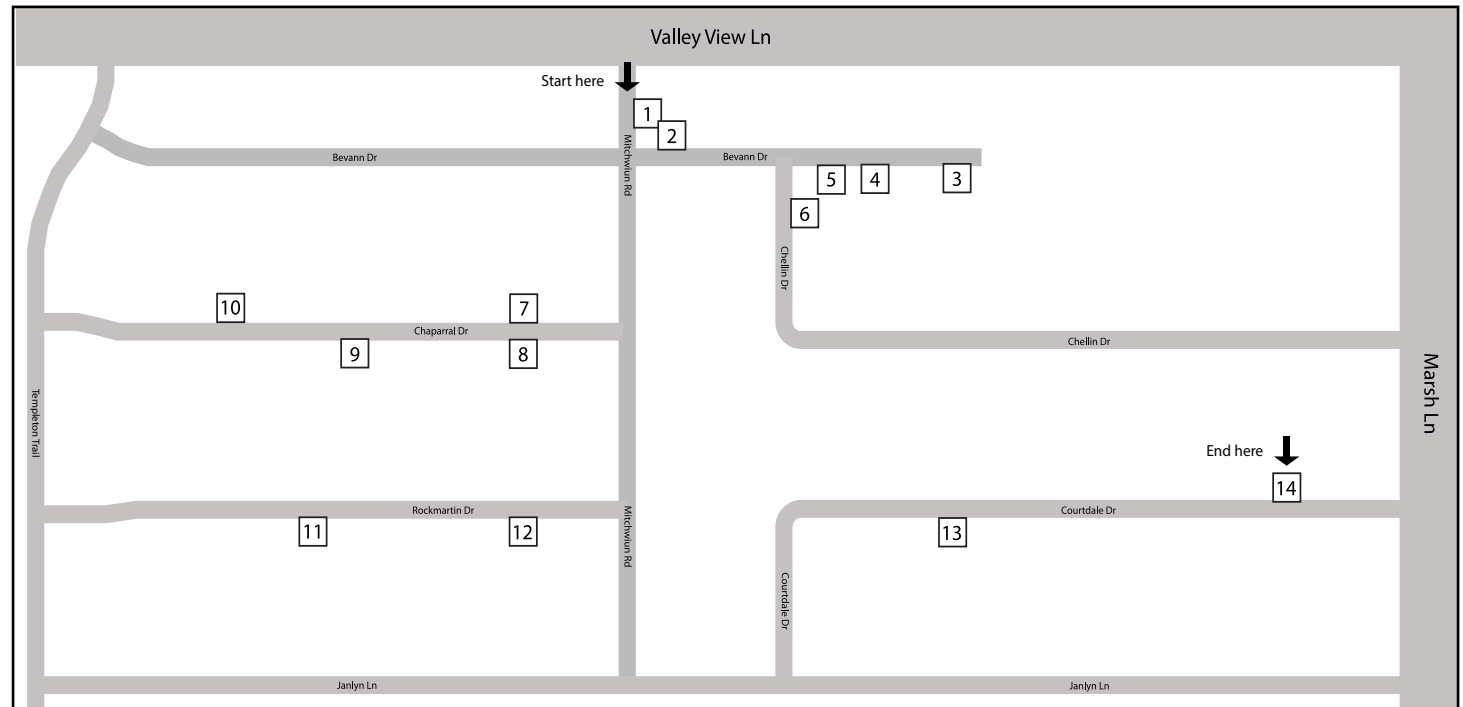 Valley View Ln
Start here
1
2
Mitchwiun Rd
Bevann Dr
Bevann Dr
5
4
3
6
Chellin Dr
10
7
Chaparral Dr
9
8
Chellin Dr
Templeton Trail
Marsh Ln
End here
14
Rockmartin Dr
Courtdale Dr
11
12
Mitchwiun Rd
13
Courtdale Dr
Janlyn Ln
Janlyn Ln